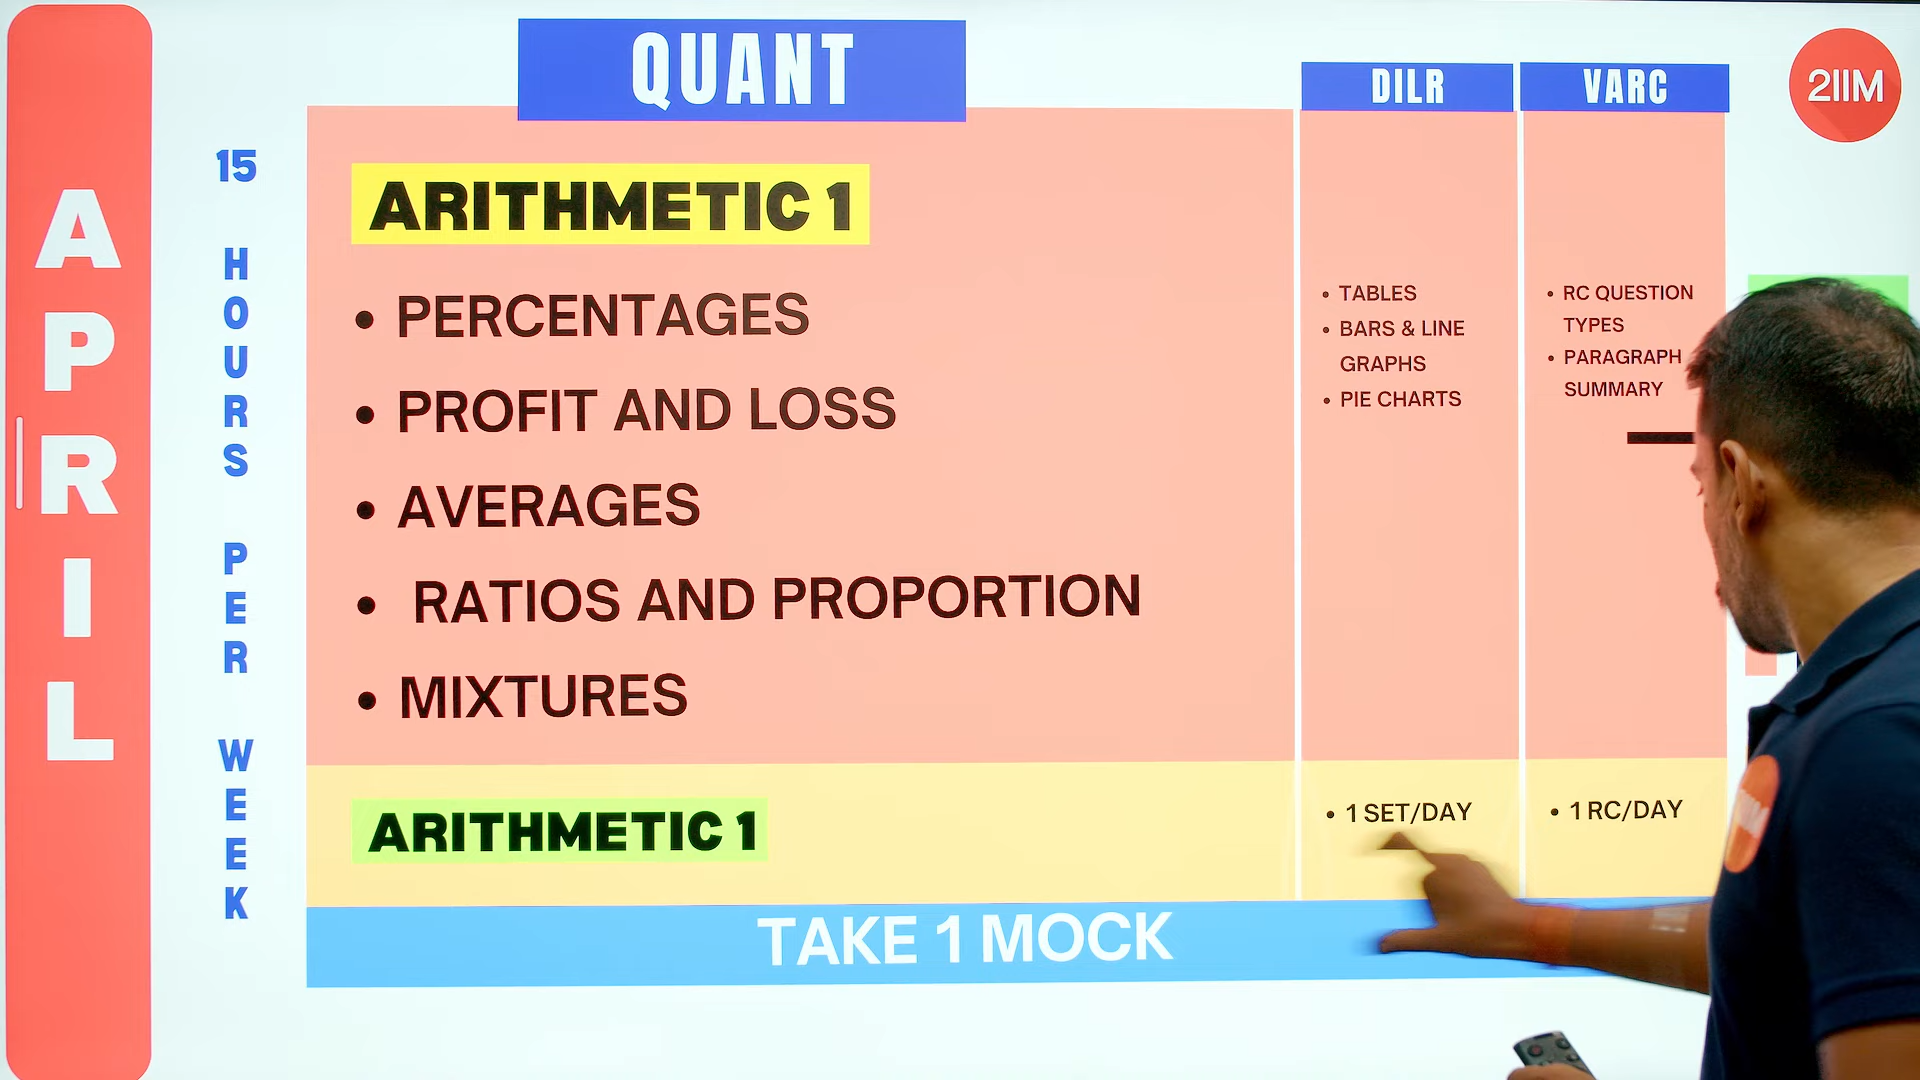 APRIL
15 HOURS PER WEEK
QUANT
ARITHMETIC 1
• PERCENTAGES
• PROFIT AND LOSS
• AVERAGES
• RATIOS AND PROPORTION
• MIXTURES
ARITHMETIC 1
DILR
• TABLES
• BARS & LINE
GRAPHS
• PIE CHARTS
• 1 SET/DAY
VARC
• RC QUESTION
TYPES
• PARAGRAPH
SUMMARY
• 1 RC/DAY
TAKE 1 MOCK
2IIM